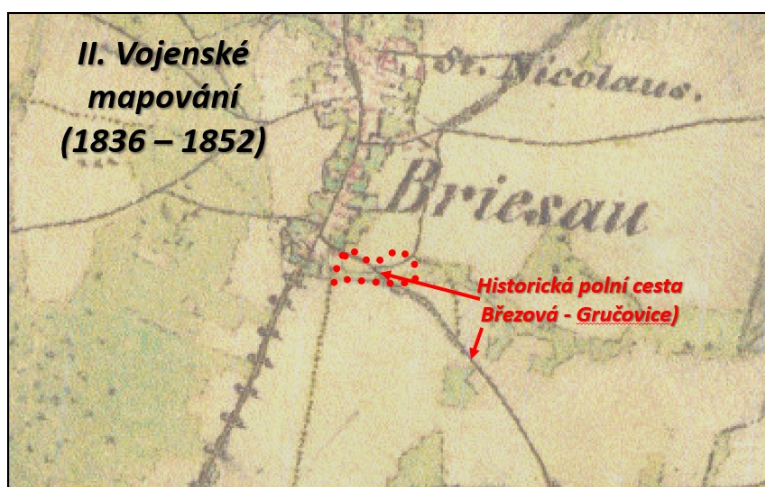 II. Vojenské
mapování
(1836 – 1852)
St. Nicolaus.
Briesau
Historická polní cesta
Březová - Gručovice)